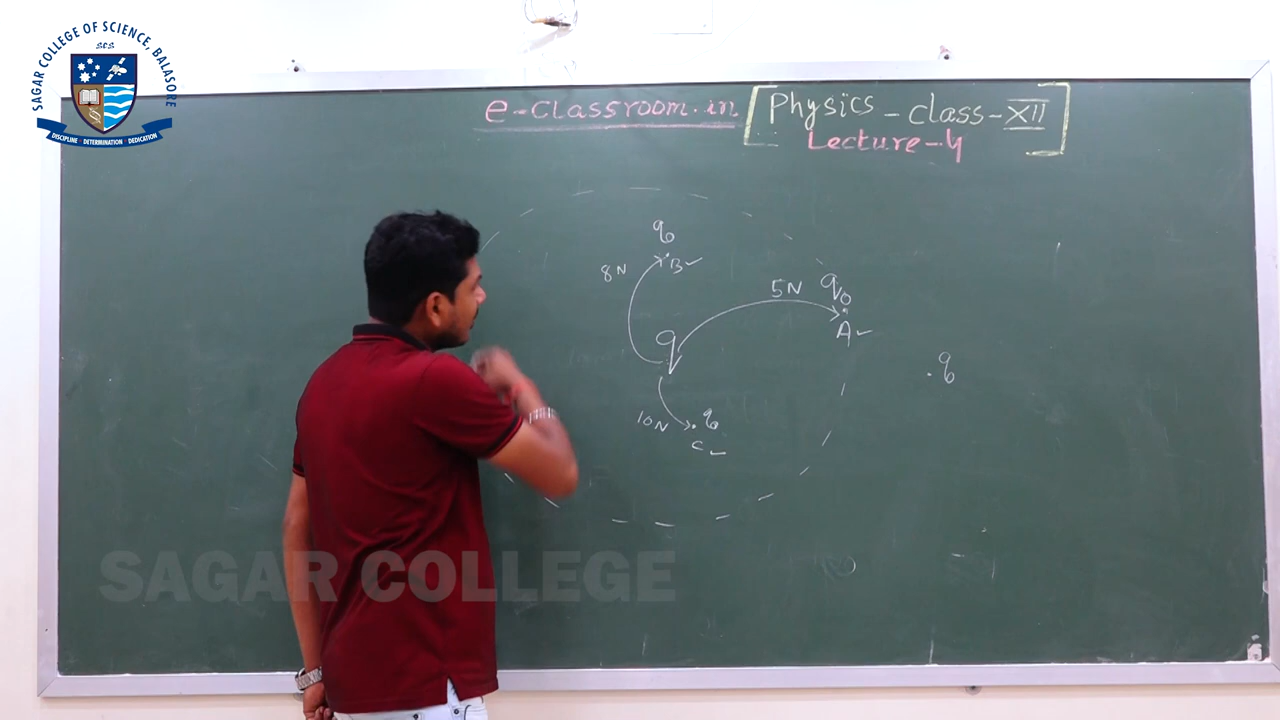 SAGAR COLLEGE OF SCIENCE, BALASORE
SCS
DISCIPLINE • DETERMINATION • DEDICATION
e-classroom.in [Physics - class - XII]
Lecture - 4
q₀
8N
B
5N
q₀
A
q
q₀
10N
q₀
C
SAGAR COLLEGE